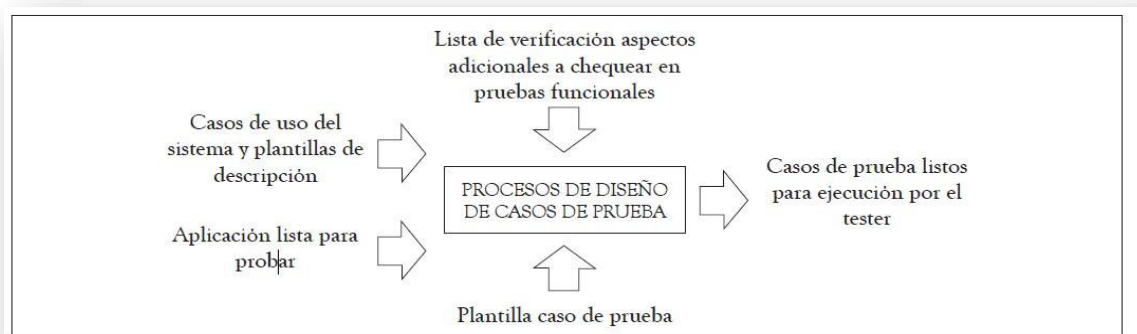 Lista de verificación aspectos
adicionales a chequear en
pruebas funcionales
Casos de uso del
sistema y plantillas de
descripción
PROCESOS DE DISEÑO
DE CASOS DE PRUEBA
Casos de prueba listos
para ejecución por el
tester
Aplicación lista para
probar
Plantilla caso de prueba